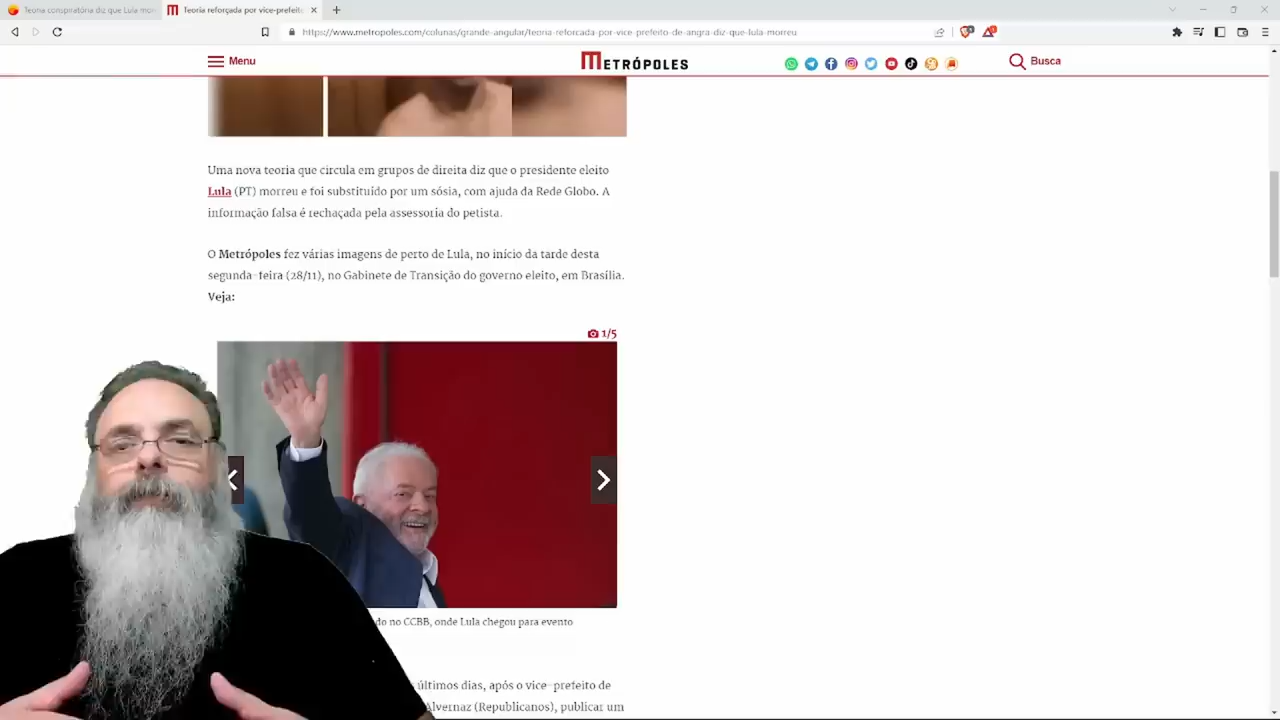 Teoria conspiratória diz que Lula mor
Teoria reforçada por vice-prefeit
https://www.metropoles.com/colunas/grande-angular/teoria-reforcada-por-vice-prefeito-de-angra-diz-que-lula-morreu
Menu
METRÓPOLES
Busca
Uma nova teoria que circula em grupos de direita diz que o presidente eleito
Lula (PT) morreu e foi substituído por um sósia, com ajuda da Rede Globo. A
informação falsa é rechaçada pela assessoria do petista.
O Metrópoles fez várias imagens de perto de Lula, no início da tarde desta
segunda-feira (28/11), no Gabinete de Transição do governo eleito, em Brasília.
Veja:
1/5
do no CCBB, onde Lula chegou para evento
últimos dias, após o vice-prefeito de
Alvernaz (Republicanos), publicar um